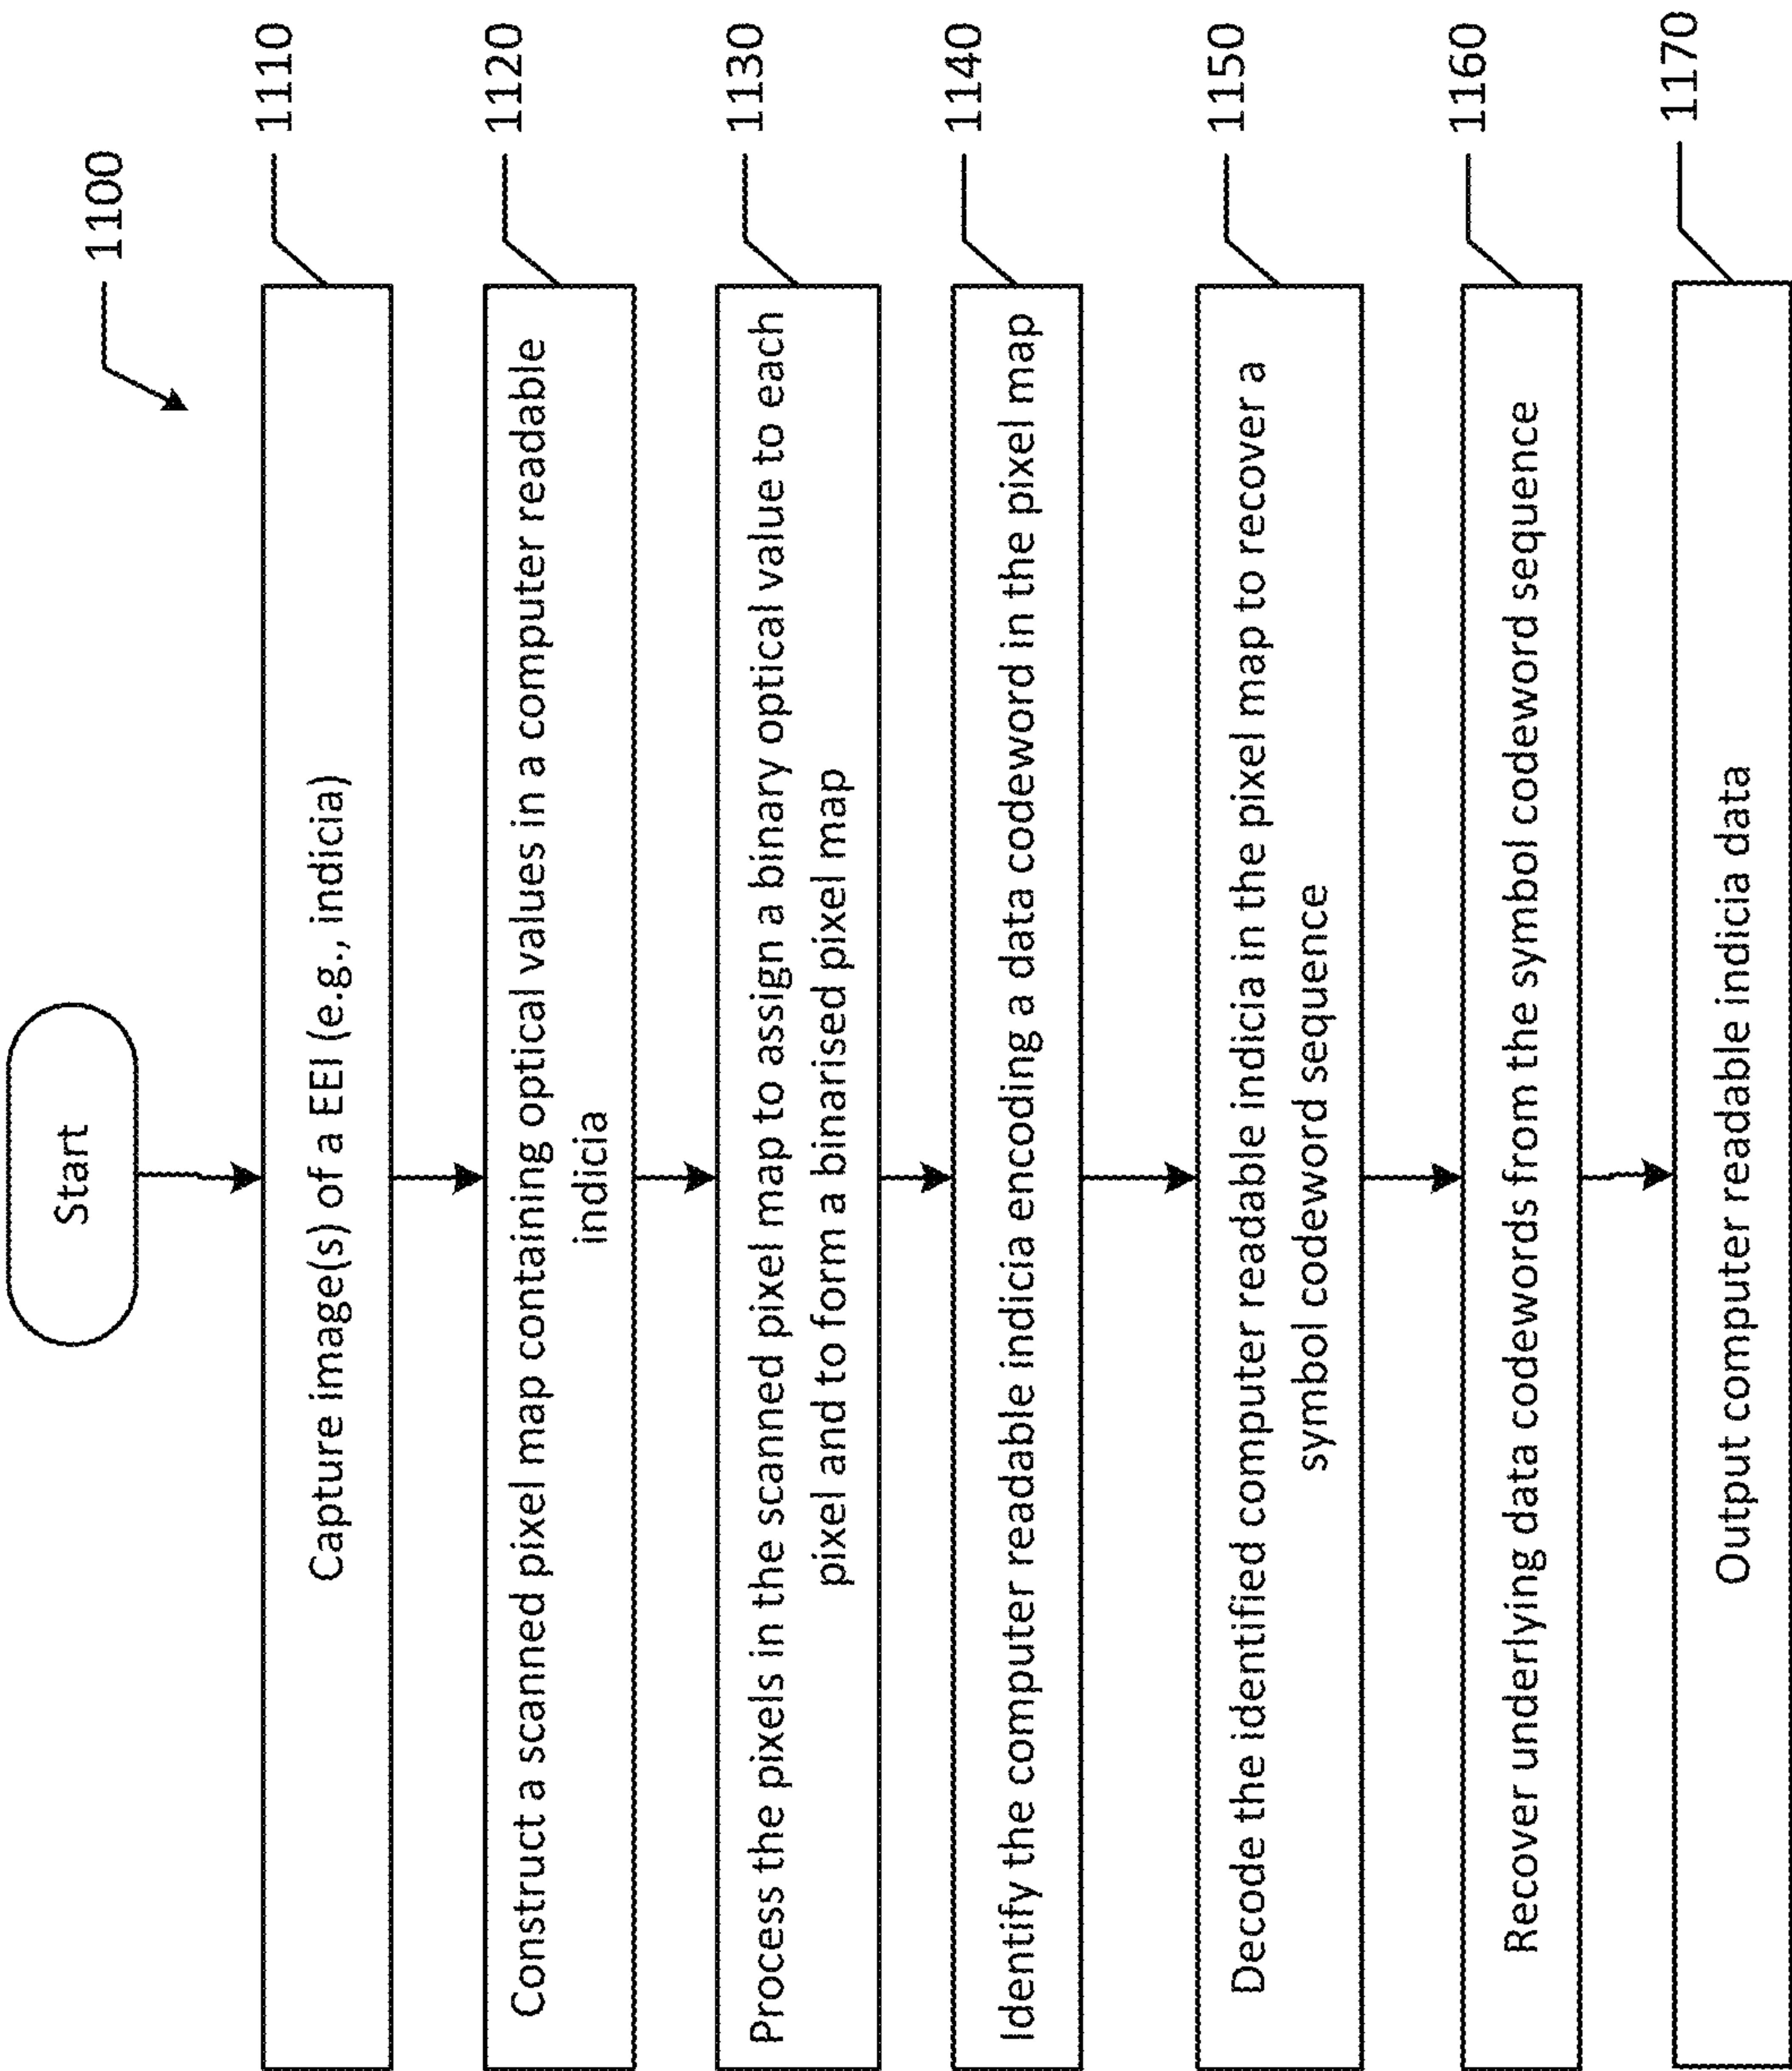 1100
Start
Capture image(s) of a EEI (e.g., indicia)
1110
Construct a scanned pixel map containing optical values in a computer readable
indicia
1120
Process the pixels in the scanned pixel map to assign a binary optical value to each
pixel and to form a binarised pixel map
1130
Identify the computer readable indicia encoding a data codeword in the pixel map
1140
Decode the identified computer readable indicia in the pixel map to recover a
symbol codeword sequence
1150
Recover underlying data codewords from the symbol codeword sequence
1160
Output computer readable indicia data
1170